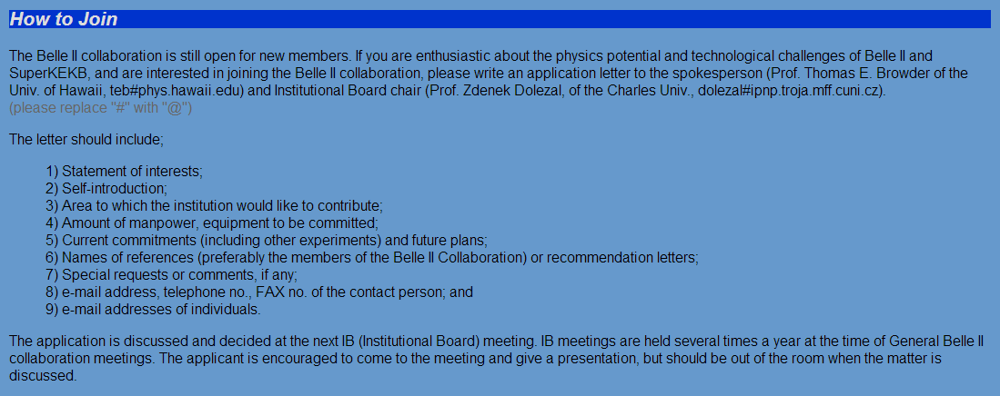 How to Join
The Belle II collaboration is still open for new members. If you are enthusiastic about the physics potential and technological challenges of Belle II and
SuperKEKB, and are interested in joining the Belle II collaboration, please write an application letter to the spokesperson (Prof. Thomas E. Browder of the
Univ. of Hawaii, teb#phys.hawaii.edu) and Institutional Board chair (Prof. Zdenek Dolezal, of the Charles Univ., dolezal#ipnp.troja.mff.cuni.cz).
(please replace "#" with "@")
The letter should include;
1) Statement of interests;
2) Self-introduction;
3) Area to which the institution would like to contribute;
4) Amount of manpower, equipment to be committed;
5) Current commitments (including other experiments) and future plans;
6) Names of references (preferably the members of the Belle II Collaboration) or recommendation letters;
7) Special requests or comments, if any;
8) e-mail address, telephone no., FAX no. of the contact person; and
9) e-mail addresses of individuals.
The application is discussed and decided at the next IB (Institutional Board) meeting. IB meetings are held several times a year at the time of General Belle II
collaboration meetings. The applicant is encouraged to come to the meeting and give a presentation, but should be out of the room when the matter is
discussed.